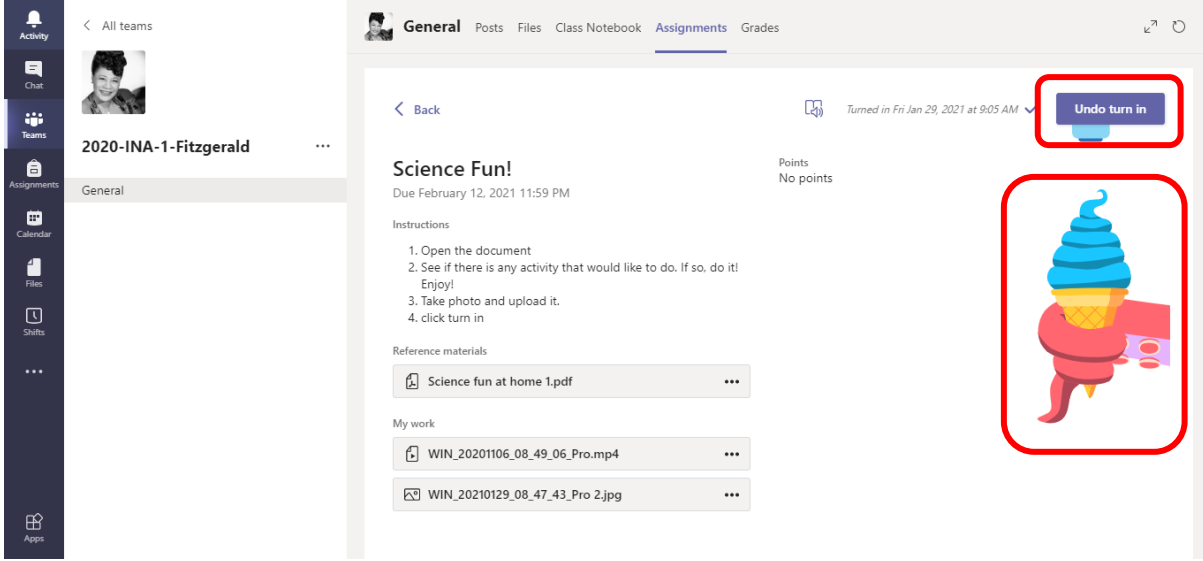 Activity
Chat
Teams
Assignments
Calendar
Files
Shifts
Apps
All teams
2020-INA-1-Fitzgerald
General
General Posts Files Class Notebook Assignments Grades
Back
Turned in Fri Jan 29, 2021 at 9:05 AM
Undo turn in
Science Fun!
Due February 12, 2021 11:59 PM
Points
No points
Instructions
1. Open the document
2. See if there is any activity that would like to do. If so, do it!
Enjoy!
3. Take photo and upload it.
4. click turn in
Reference materials
Science fun at home 1.pdf
My work
WIN_20201106_08_49_06_Pro.mp4
WIN_20210129_08_47_43_Pro 2.jpg